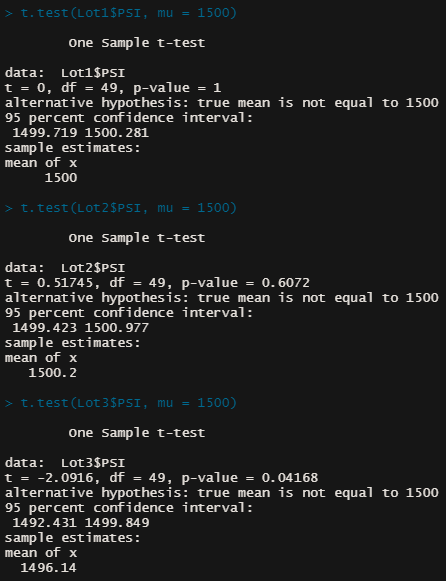 > t.test(Lot1$PSI, mu = 1500)
One Sample t-test
data: Lot1$PSI
t = 0, df = 49, p-value = 1
alternative hypothesis: true mean is not equal to 1500
95 percent confidence interval:
1499.719 1500.281
sample estimates:
mean of x
1500
> t.test(Lot2$PSI, mu = 1500)
One Sample t-test
data: Lot2$PSI
t = 0.51745, df = 49, p-value = 0.6072
alternative hypothesis: true mean is not equal to 1500
95 percent confidence interval:
1499.423 1500.977
sample estimates:
mean of x
1500.2
> t.test(Lot3$PSI, mu = 1500)
One Sample t-test
data: Lot3$PSI
t = -2.0916, df = 49, p-value = 0.04168
alternative hypothesis: true mean is not equal to 1500
95 percent confidence interval:
1492.431 1499.849
sample estimates:
mean of x
1496.14